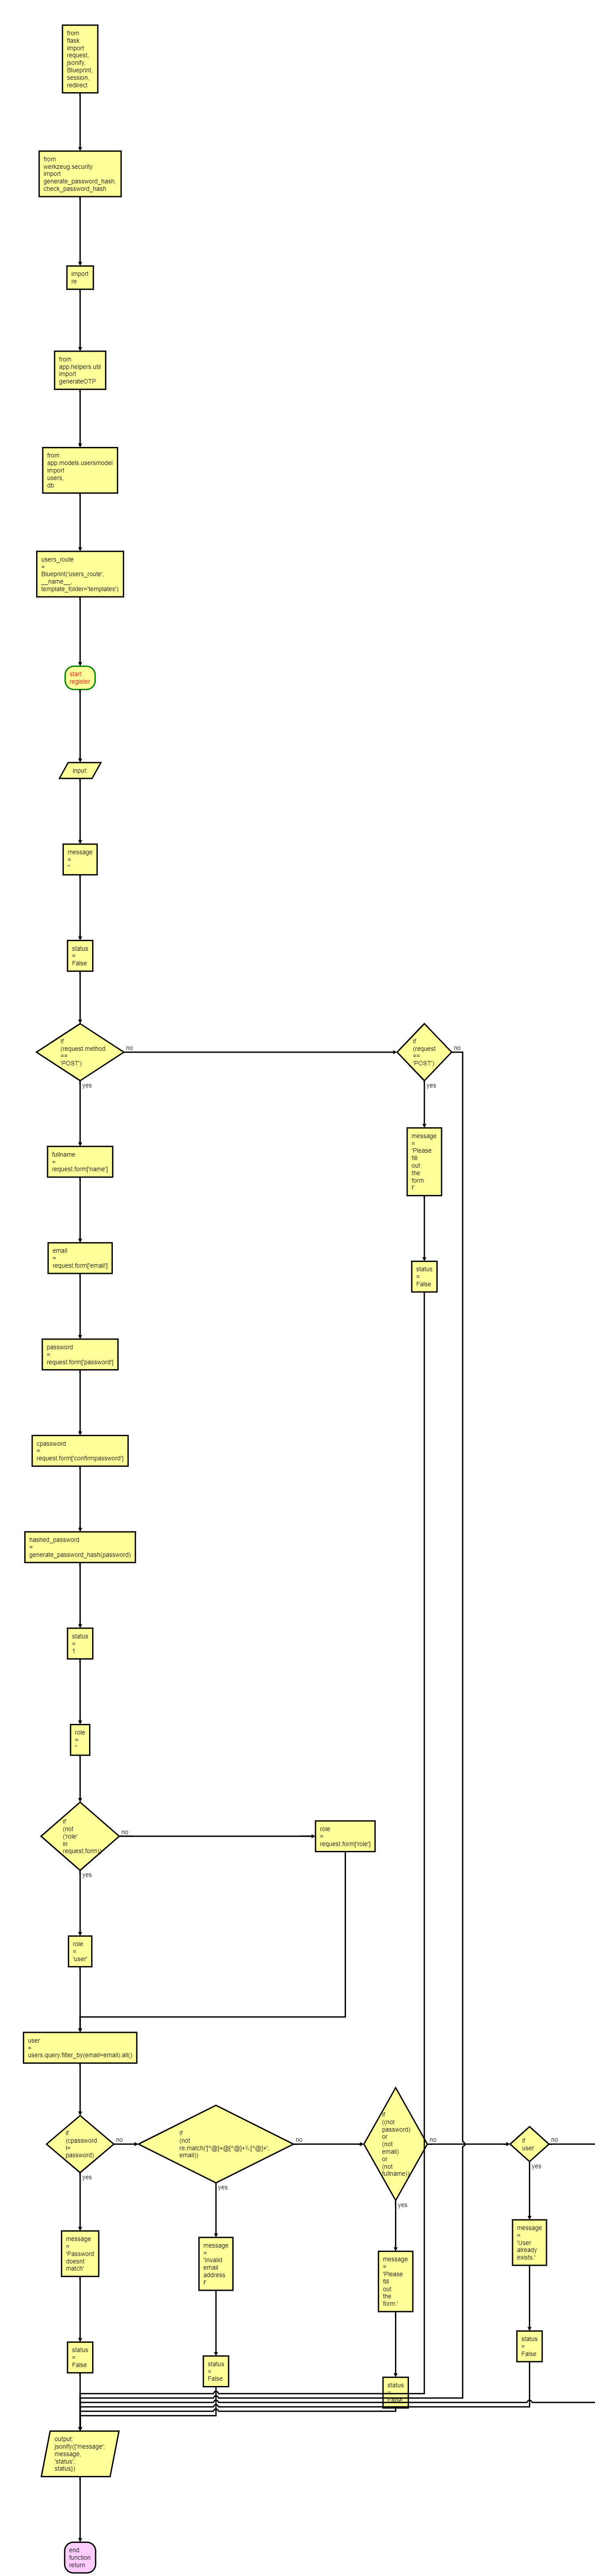 from
flask
import
request,
jsonify,
Blueprint,
session,
redirect
from
werkzeug.security
import
generate_password_hash,
check_password_hash
import
re
from
app.helpers.util
import
generateOTP
from
app.models.usersmodel
import
users,
db
users_route
=
Blueprint('users_route',
__name__,
template_folder='templates')
start
register
input:
message
=
''
status
=
False
if
(request.method
==
'POST')
no
yes
if
(request
==
'POST')
no
yes
fullname
=
request.form['name']
message
=
'Please
fill
out
the
form
!'
email
=
request.form['email']
status
=
False
password
=
request.form['password']
cpassword
=
request.form['confirmpassword']
hashed_password
=
generate_password_hash(password)
status
=
role
=
''
if
(not
('role'
in
request.form))
no
yes
role
=
request.form['role']
role
=
'user'
user
=
users.query.filter_by(email=email).all()
if
(cpassword
!=
password)
no
yes
if
(not
re.match('[^@]+@[^@]+\\.[^@]+',
email))
no
yes
if
((not
password)
or
(not
email)
or
(not
fullname))
no
yes
if
user
no
yes
message
=
'Password
doesnt
match'
message
=
'Invalid
email
address
!'
message
=
'Please
fill
out
the
form.'
message
=
'User
already
exists.'
status
=
False
status
=
False
status
=
False
status
=
False
output:
jsonify({'message':
message,
'status':
status})
end
function
return